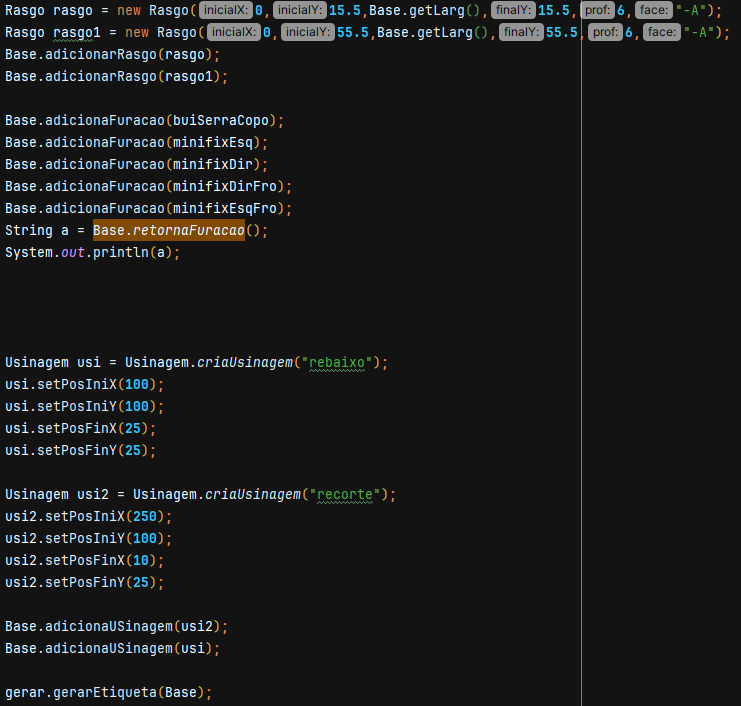 Rasgo rasgo = new Rasgo( inicialX: 0, inicialY: 15.5,Base.getLarg(), finalY: 15.5, prof: 6, face: "-A");
Rasgo rasgo1 = new Rasgo( inicialX: 0, inicialY: 55.5,Base.getLarg(), finalY: 55.5, prof: 6, face: "-A");
Base.adicionarRasgo(rasgo);
Base.adicionarRasgo(rasgo1);
Base.adicionaFuracao(buiSerraCopo);
Base.adicionaFuracao(minifixEsq);
Base.adicionaFuracao(minifixDir);
Base.adicionaFuracao(minifixDirFro);
Base.adicionaFuracao(minifixEsqFro);
String a = Base.retornaFuracao();
System.out.println(a);
Usinagem usi = Usinagem.criaUsinagem("rebaixo");
usi.setPosIniX(100);
usi.setPosIniY(100);
usi.setPosFinX(25);
usi.setPosFinY(25);
Usinagem usi2 = Usinagem.criaUsinagem("recorte");
usi2.setPosIniX(250);
usi2.setPosIniY(100);
usi2.setPosFinX(10);
usi2.setPosFinY(25);
Base.adicionaUSinagem(usi2);
Base.adicionaUSinagem(usi);
gerar.gerarEtiqueta(Base);